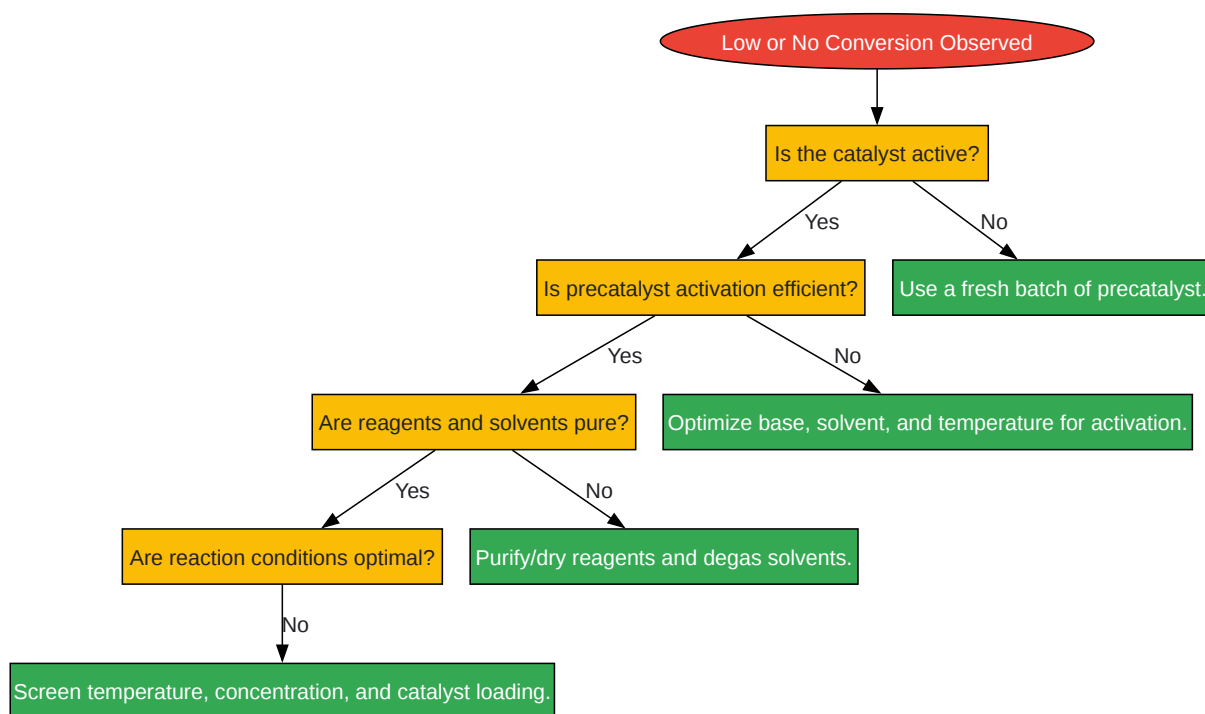 Low or No Conversion Observed
Is the catalyst active?
Yes
No
Is precatalyst activation efficient?
Use a fresh batch of precatalyst.
Yes
No
Are reagents and solvents pure?
Optimize base, solvent, and temperature for activation.
Yes
No
Are reaction conditions optimal?
Purify/dry reagents and degas solvents.
No
Screen temperature, concentration, and catalyst loading.